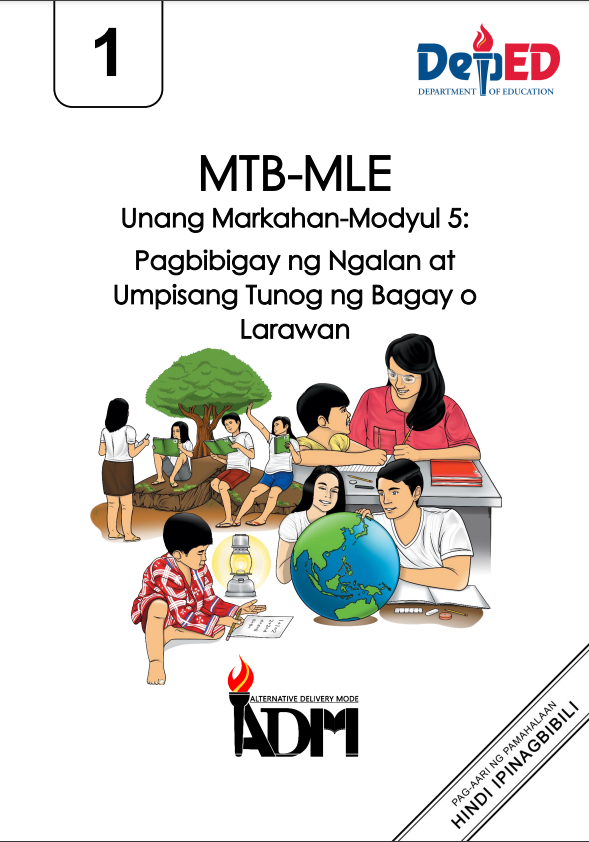 1
DepED
DEPARTMENT OF EDUCATION
MTB-MLE
Unang Markahan-Modyul 5:
Pagbibigay ng Ngalan at
Umpisang Tunog ng Bagay o
Larawan
ALTERNATIVE DELIVERY MODE
ADM
PAG-AARI NG PAMAHALAAN
HINDI IPINAGBIBILI